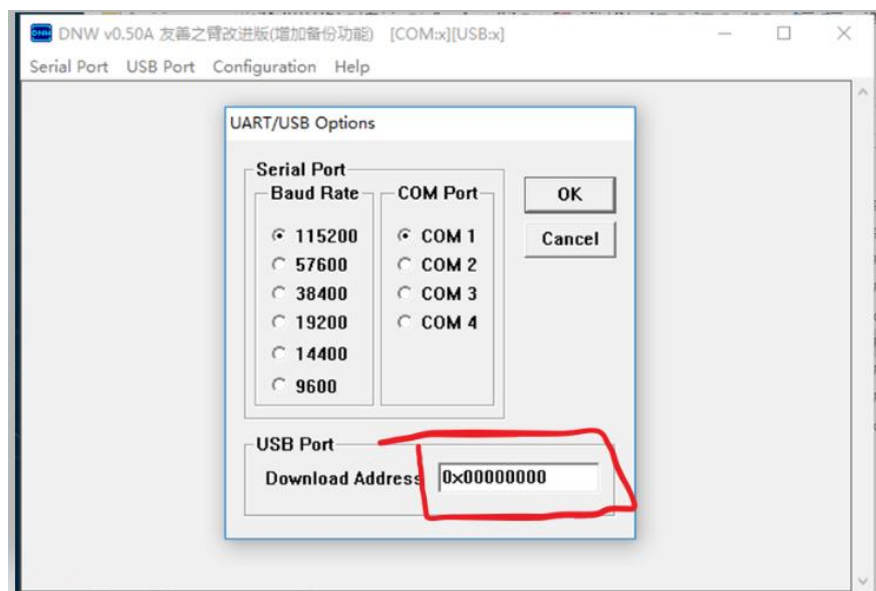 DNW v0.50A 友善之臂改进版(增加备份功能) [COM:x][USB:x]
Serial Port USB Port Configuration Help
UART/USB Options
Serial Port
Baud Rate
COM Port
115200
57600
38400
19200
14400
9600
COM 1
COM 2
COM 3
COM 4
OK
Cancel
USB Port
Download Address
0x00000000